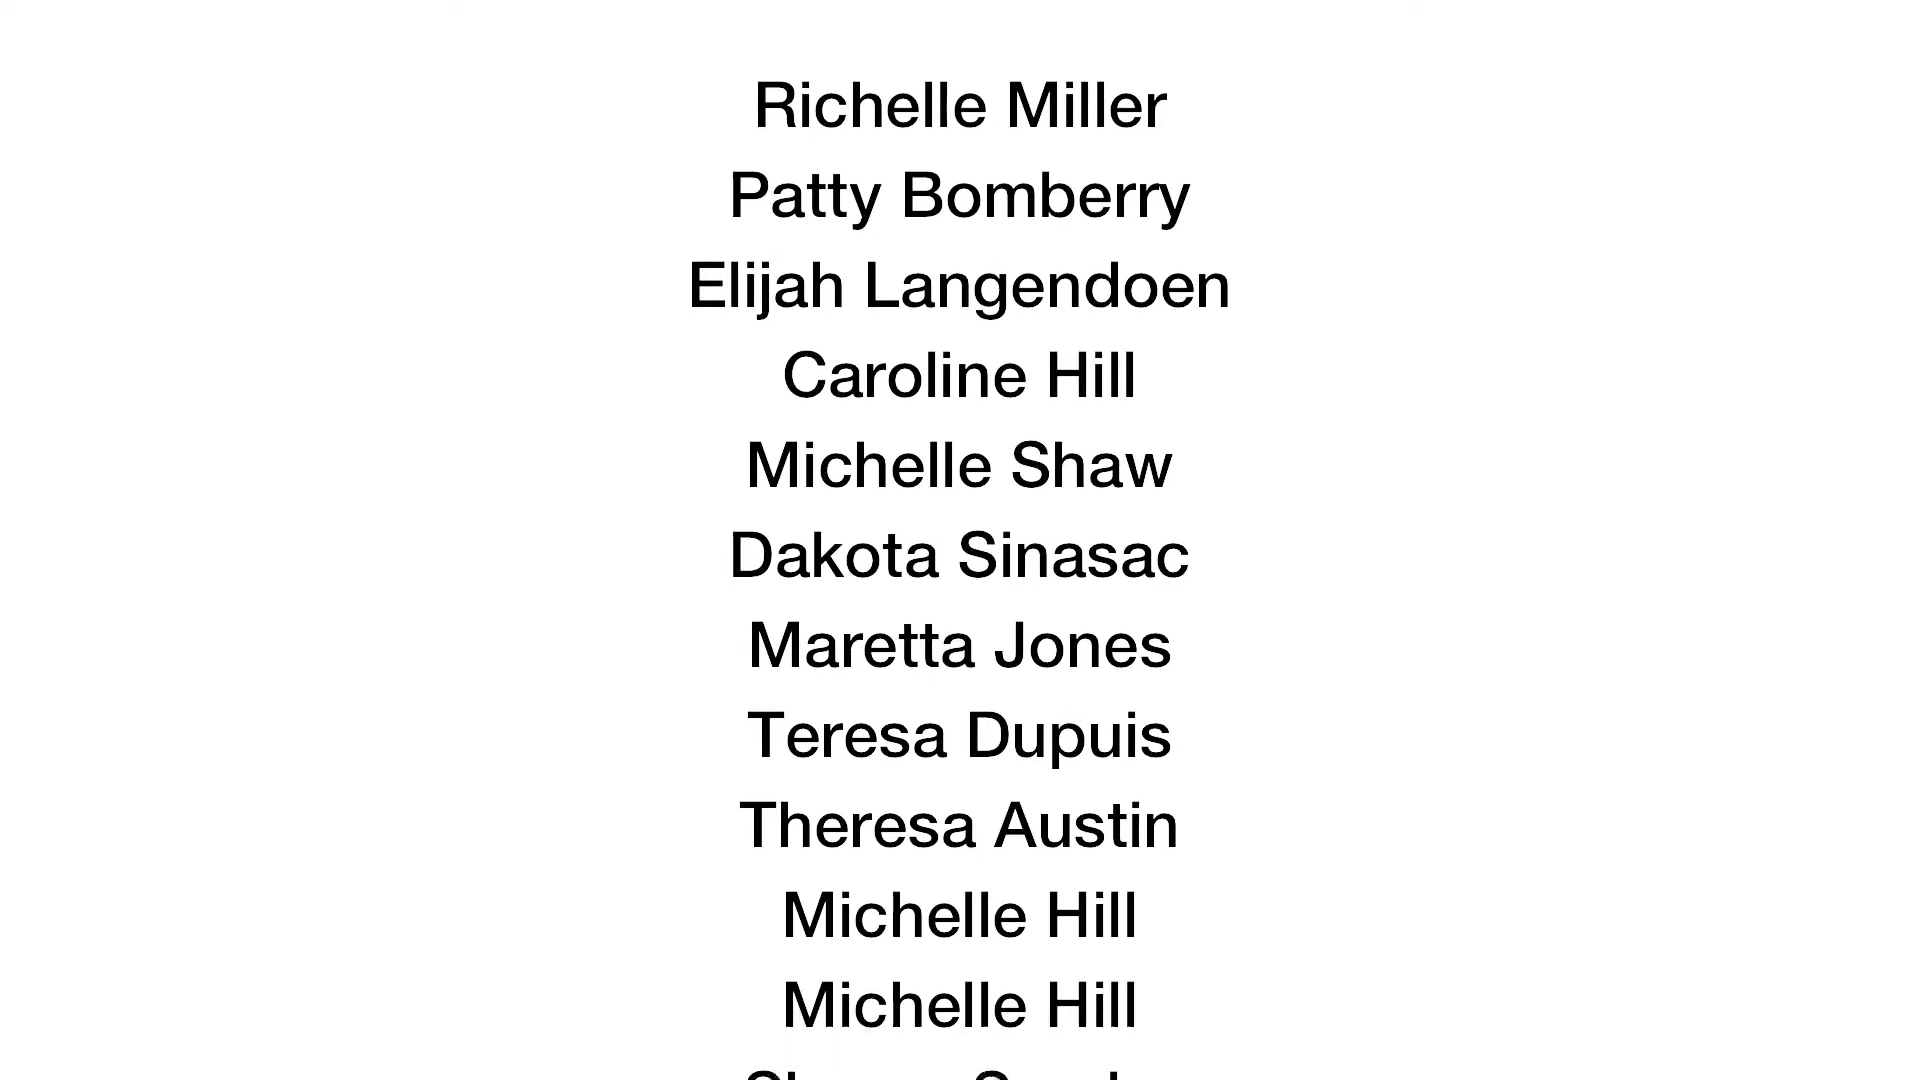 Richelle Miller
Patty Bomberry
Elijah Langendoen
Caroline Hill
Michelle Shaw
Dakota Sinasac
Maretta Jones
Teresa Dupuis
Theresa Austin
Michelle Hill
Michelle Hill